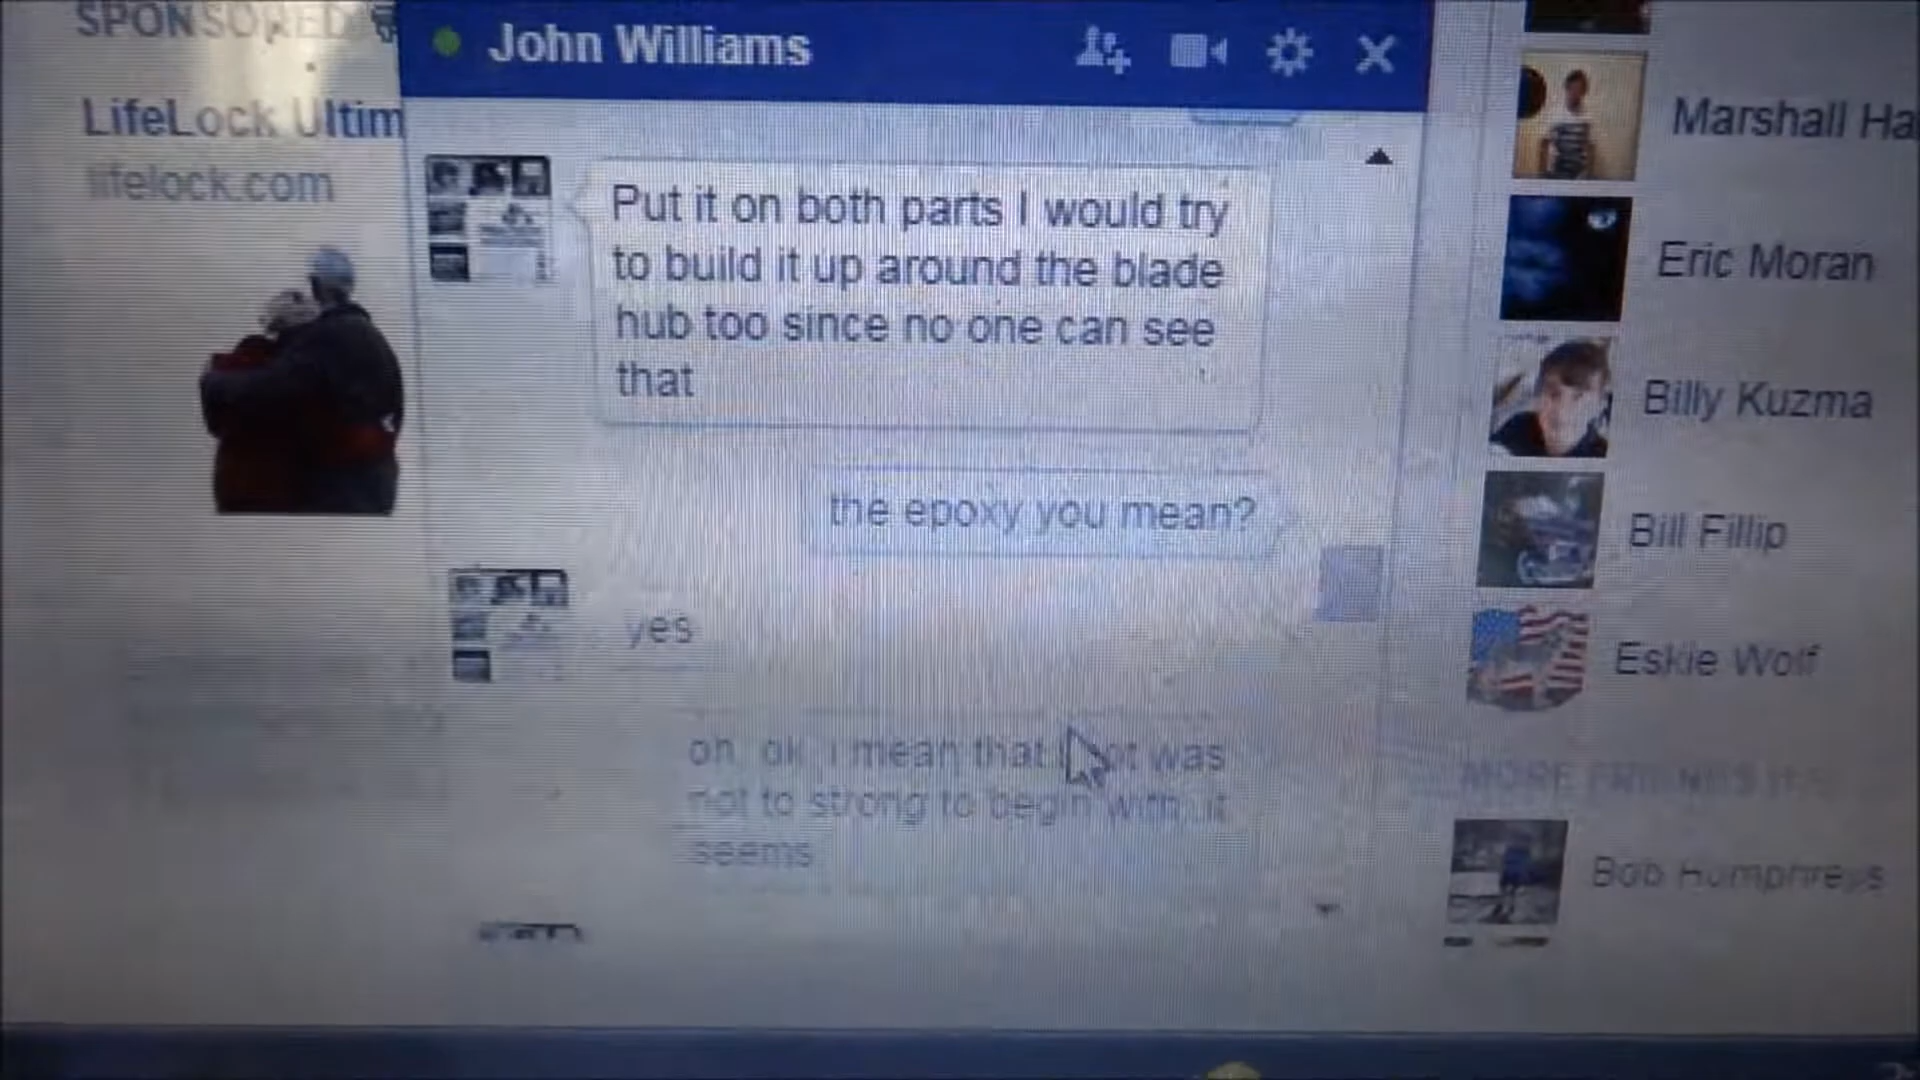 SPONSORED
LifeLock Ultim
lifelock.com
John Williams
Put it on both parts I would try
to build it up around the blade
hub too since no one can see
that
the epoxy you mean?
yes
oh, ok, i mean that was
not to strong to begin with it
seems
Marshall Ha
Eric Moran
Billy Kuzma
Bill Fillip
Eskie Wolf
MORE FRIENDS
Bob Humphreys